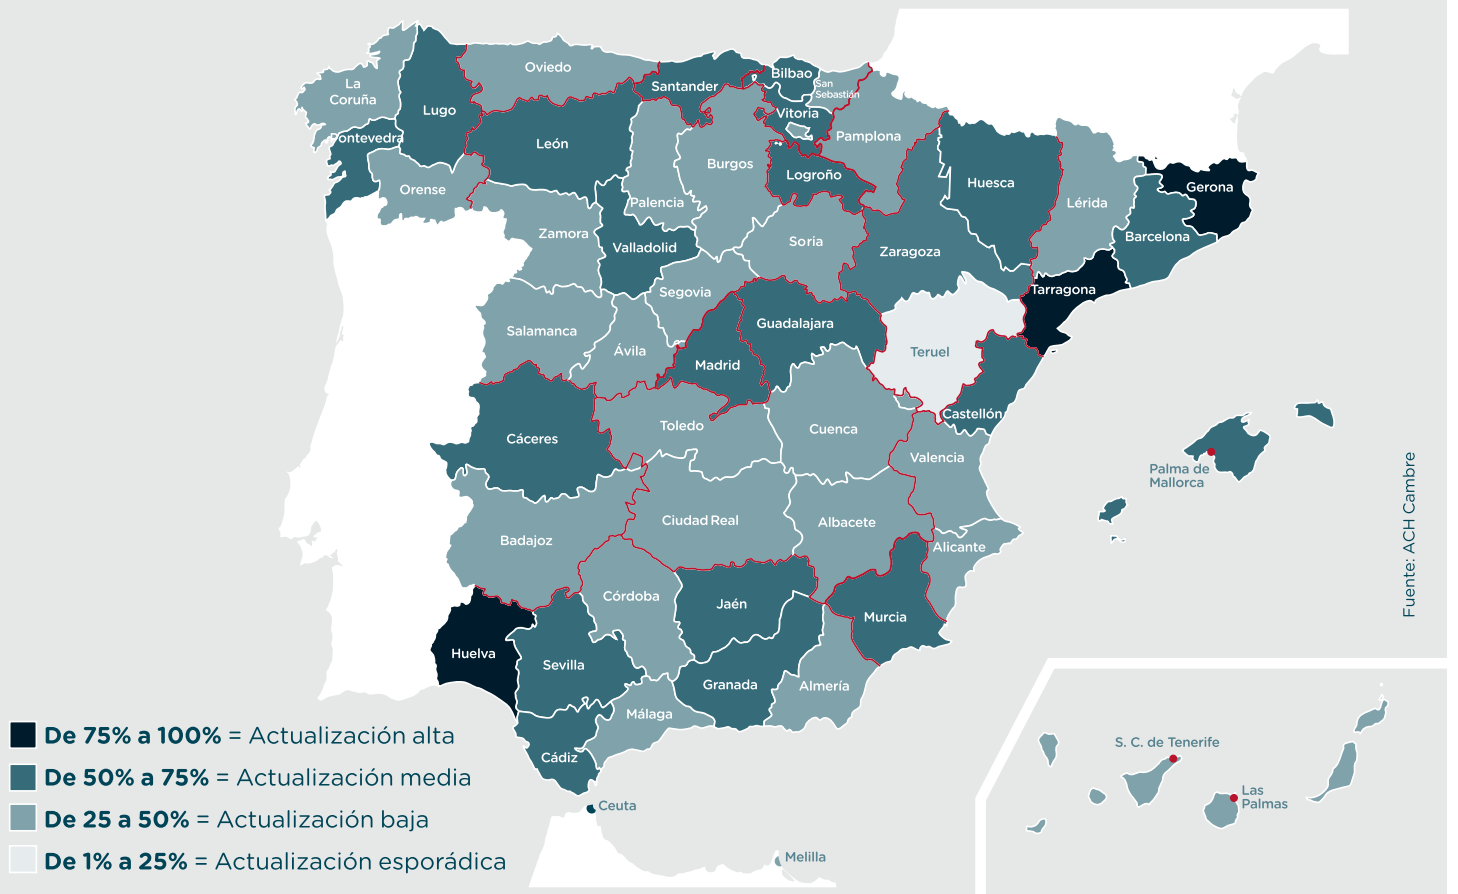 La
Coruña
Lugo
Oviedo
Santander
Bilbao
San
Sebastián
Vitoria
Pamplona
Pontevedra
Orense
León
Palencia
Burgos
Logroño
Huesca
Lérida
Gerona
Barcelona
Tarragona
Zamora
Valladolid
Soria
Zaragoza
Segovia
Salamanca
Ávila
Madrid
Guadalajara
Teruel
Castellón
Cáceres
Toledo
Cuenca
Valencia
Palma de
Mallorca
Badajoz
Ciudad Real
Albacete
Alicante
Córdoba
Jaén
Murcia
Huelva
Sevilla
Granada
Almería
Málaga
Cádiz
Ceuta
Melilla
S. C. de Tenerife
Las
Palmas
De 75% a 100% = Actualización alta
De 50% a 75% = Actualización media
De 25 a 50% = Actualización baja
De 1% a 25% = Actualización esporádica
Fuente: ACH Cambre